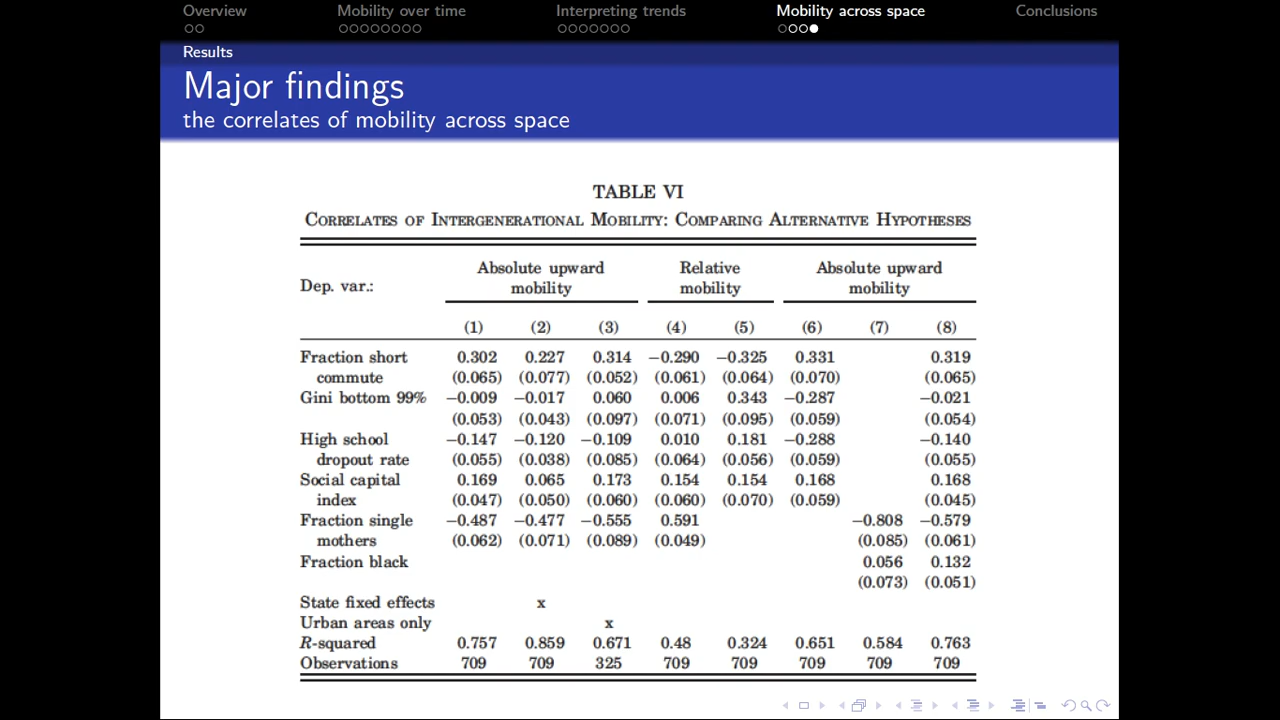 Overview Mobility over time Interpreting trends Mobility across space Conclusions
Results
Major findings
the correlates of mobility across space
TABLE VI
CORRELATES OF INTERGENERATIONAL MOBILITY: COMPARING ALTERNATIVE HYPOTHESES
Absolute upward Relative Absolute upward
Dep. var.: mobility mobility mobility
(1) (2) (3) (4) (5) (6) (7) (8)
Fraction short 0.302 0.227 0.314 −0.290 −0.325 0.331 0.319
commute (0.065) (0.077) (0.052) (0.061) (0.064) (0.070) (0.065)
Gini bottom 99% −0.009 −0.017 0.060 0.006 0.343 −0.287 −0.021
(0.053) (0.043) (0.097) (0.071) (0.095) (0.059) (0.054)
High school −0.147 −0.120 −0.109 0.010 0.181 −0.288 −0.140
dropout rate (0.055) (0.038) (0.085) (0.064) (0.056) (0.059) (0.055)
Social capital 0.169 0.065 0.173 0.154 0.154 0.168 0.168
index (0.047) (0.050) (0.060) (0.060) (0.070) (0.059) (0.045)
Fraction single −0.487 −0.477 −0.555 0.591 −0.808 −0.579
mothers (0.062) (0.071) (0.089) (0.049) (0.085) (0.061)
Fraction black 0.056 0.132
(0.073) (0.051)
State fixed effects x
Urban areas only x
R-squared 0.757 0.859 0.671 0.48 0.324 0.651 0.584 0.763
Observations 709 709 325 709 709 709 709 709